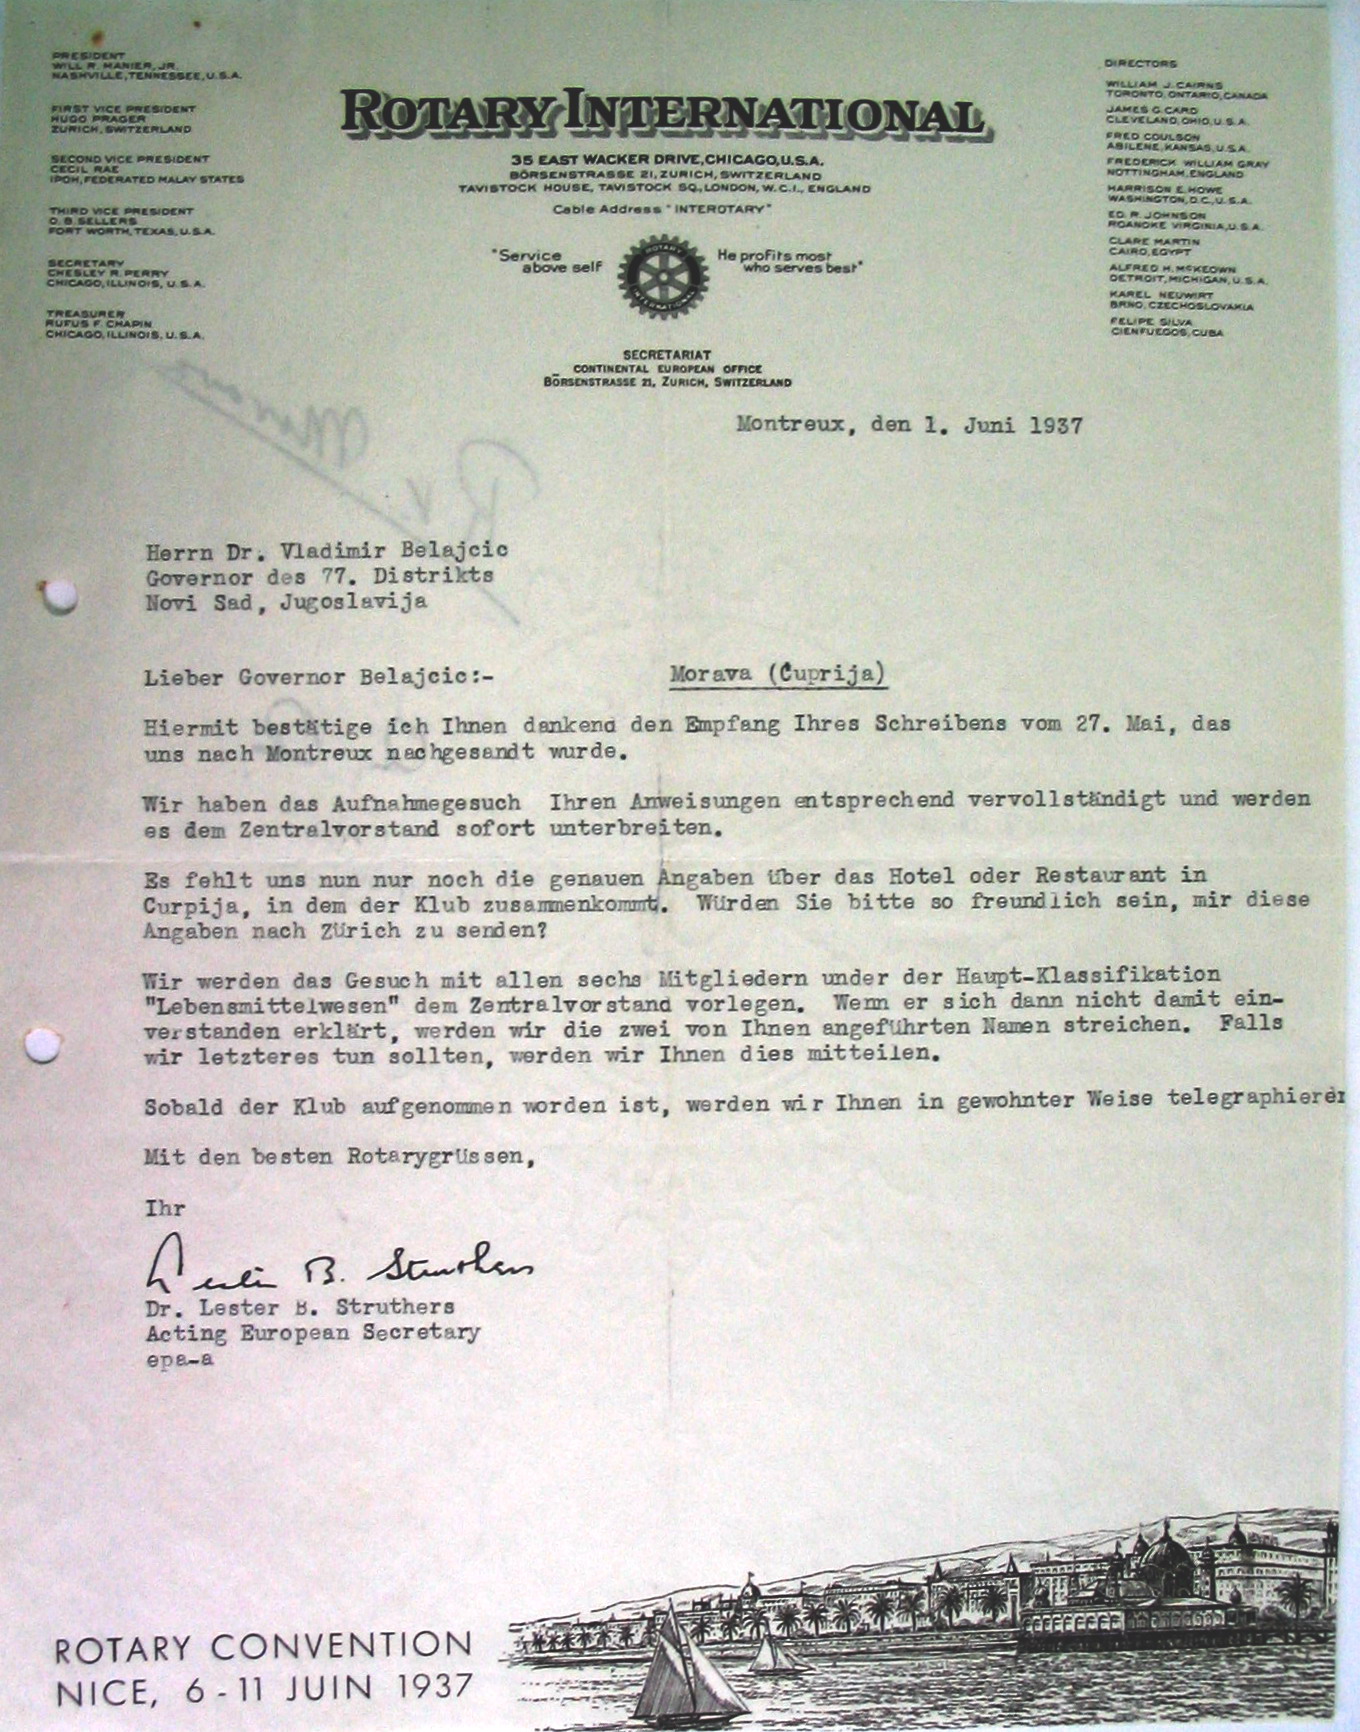 PRESIDENT
WILL R. MANIER, JR.
NASHVILLE, TENNESSEE, U.S.A.
FIRST VICE PRESIDENT
HUGO PRAGER
ZURICH, SWITZERLAND
SECOND VICE PRESIDENT
CECIL RAE
IPOH, FEDERATED MALAY STATES
THIRD VICE PRESIDENT
O. B. SELLERS
FORT WORTH, TEXAS, U.S.A.
SECRETARY
CHESLEY R. PERRY
CHICAGO, ILLINOIS, U.S.A.
TREASURER
RUFUS F. CHAPIN
CHICAGO, ILLINOIS, U.S.A.
ROTARY INTERNATIONAL
35 EAST WACKER DRIVE, CHICAGO, U.S.A.
BÖRSENSTRASSE 21, ZURICH, SWITZERLAND
TAVISTOCK HOUSE, TAVISTOCK SQ., LONDON, W.C.1., ENGLAND
Cable Address "INTEROTARY"
"Service
above self
ROTARY
INTERNATIONAL
He profits most
who serves best"
SECRETARIAT
CONTINENTAL EUROPEAN OFFICE
BÖRSENSTRASSE 21, ZURICH, SWITZERLAND
DIRECTORS
WILLIAM J. CAIRNS
TORONTO, ONTARIO, CANADA
JAMES G. CARD
CLEVELAND, OHIO, U.S.A.
FRED COULSON
ABILENE, KANSAS, U.S.A.
FREDERICK WILLIAM GRAY
NOTTINGHAM, ENGLAND
HARRISON E. HOWE
WASHINGTON, D.C., U.S.A.
ED. R. JOHNSON
ROANOKE VIRGINIA, U.S.A.
CLARE MARTIN
CAIRO, EGYPT
ALFRED H. McKEOWN
DETROIT, MICHIGAN, U.S.A.
KAREL NEUWIRT
BRNO, CZECHOSLOVAKIA
FELIPE SILVA
CIENFUEGOS, CUBA
Montreux, den 1. Juni 1937
Herrn Dr. Vladimir Belajcic
Governor des 77. Distrikts
Novi Sad, Jugoslavija
Lieber Governor Belajcic:-
Morava (Ćuprija)
Hiermit bestätige ich Ihnen dankend den Empfang Ihres Schreibens vom 27. Mai, das
uns nach Montreux nachgesandt wurde.
Wir haben das Aufnahmegesuch Ihren Anweisungen entsprechend vervollständigt und werden
es dem Zentralvorstand sofort unterbreiten.
Es fehlt uns nun nur noch die genauen Angaben über das Hotel oder Restaurant in
Curpija, in dem der Klub zusammenkommt. Würden Sie bitte so freundlich sein, mir diese
Angaben nach Zürich zu senden?
Wir werden das Gesuch mit allen sechs Mitgliedern under der Haupt-Klassifikation
"Lebensmittelwesen" dem Zentralvorstand vorlegen. Wenn er sich dann nicht damit ein-
verstanden erklärt, werden wir die zwei von Ihnen angeführten Namen streichen. Falls
wir letzteres tun sollten, werden wir Ihnen dies mitteilen.
Sobald der Klub aufgenommen worden ist, werden wir Ihnen in gewohnter Weise telegraphieren
Mit den besten Rotarygrüssen,
Ihr
Lester B. Struthers
Dr. Lester B. Struthers
Acting European Secretary
epa-a
ROTARY CONVENTION
NICE, 6-11 JUIN 1937